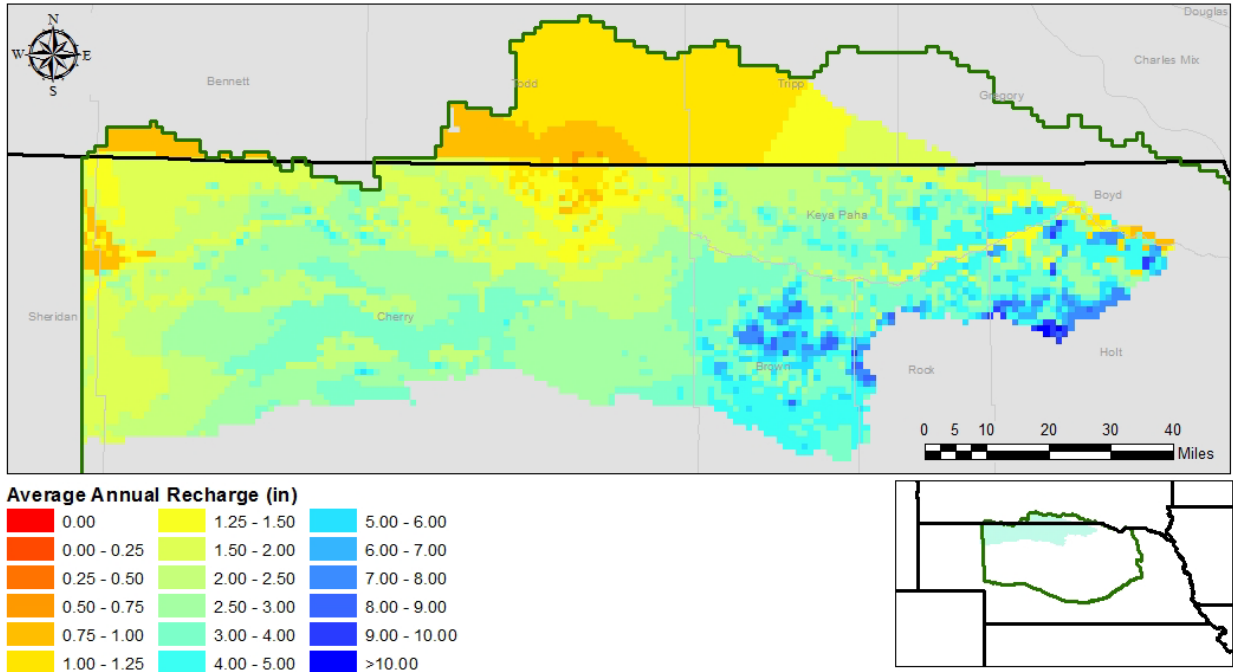 Douglas
N
W E
S
Bennett
Todd
Tripp
Charles Mix
Gregory
Boyd
Keya Paha
Sheridan
Cherry
Holt
Brown
Rock
0 5 10 20 30 40
Miles
Average Annual Recharge (in)
0.00 1.25 - 1.50 5.00 - 6.00
0.00 - 0.25 1.50 - 2.00 6.00 - 7.00
0.25 - 0.50 2.00 - 2.50 7.00 - 8.00
0.50 - 0.75 2.50 - 3.00 8.00 - 9.00
0.75 - 1.00 3.00 - 4.00 9.00 - 10.00
1.00 - 1.25 4.00 - 5.00 >10.00